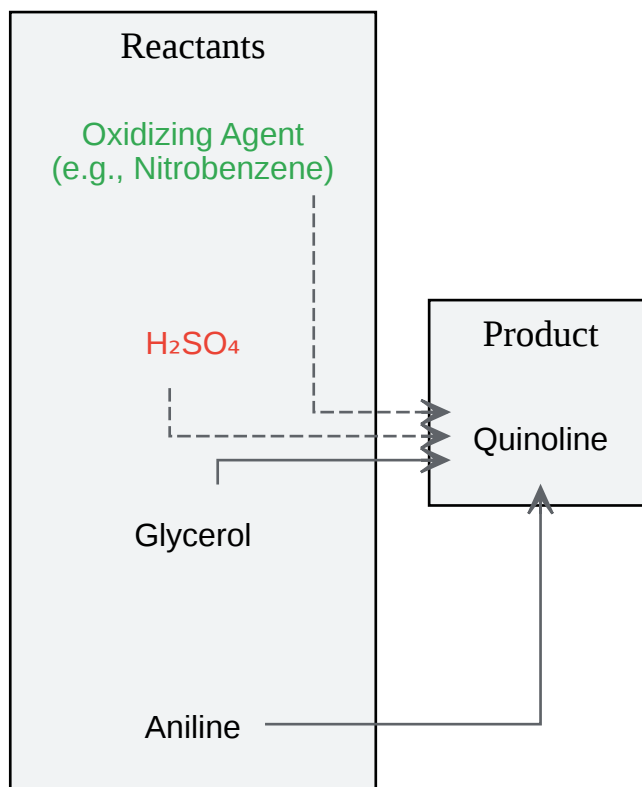 Reactants
Oxidizing Agent
(e.g., Nitrobenzene)
H₂SO₄
Glycerol
Aniline
Product
Quinoline